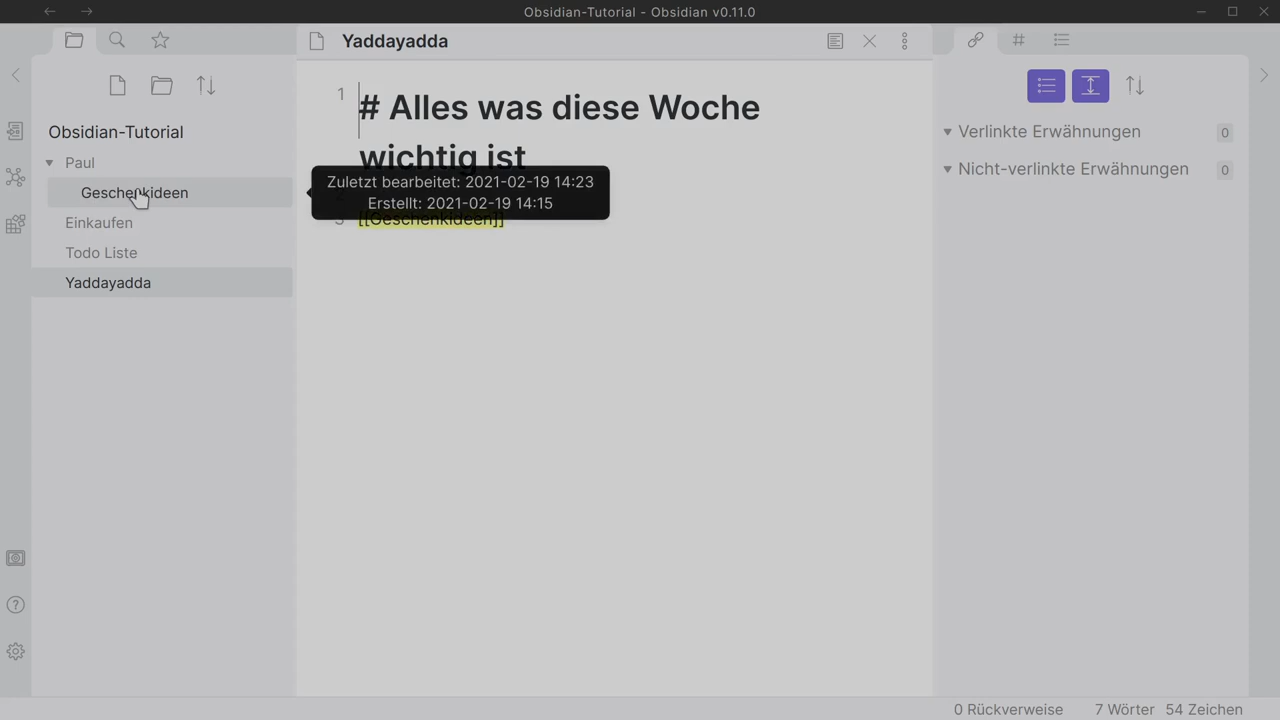 Obsidian-Tutorial - Obsidian v0.11.0
Yaddayadda
Obsidian-Tutorial
Paul
Geschenkideen
Einkaufen
Todo Liste
Yaddayadda
1
# Alles was diese Woche
wichtig ist
Zuletzt bearbeitet: 2021-02-19 14:23
Erstellt: 2021-02-19 14:15
3 [[Geschenkideen]]
Verlinkte Erwähnungen 0
Nicht-verlinkte Erwähnungen 0
0 Rückverweise 7 Wörter 54 Zeichen